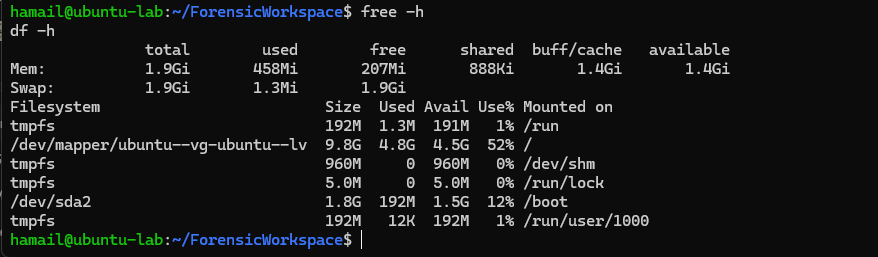 hamail@ubuntu-lab:~/ForensicWorkspace$ free -h
df -h
total used free shared buff/cache available
Mem: 1.9Gi 458Mi 207Mi 888Ki 1.4Gi 1.4Gi
Swap: 1.9Gi 1.3Mi 1.9Gi
Filesystem Size Used Avail Use% Mounted on
tmpfs 192M 1.3M 191M 1% /run
/dev/mapper/ubuntu--vg-ubuntu--lv 9.8G 4.8G 4.5G 52% /
tmpfs 960M 0 960M 0% /dev/shm
tmpfs 5.0M 0 5.0M 0% /run/lock
/dev/sda2 1.8G 192M 1.5G 12% /boot
tmpfs 192M 12K 192M 1% /run/user/1000
hamail@ubuntu-lab:~/ForensicWorkspace$